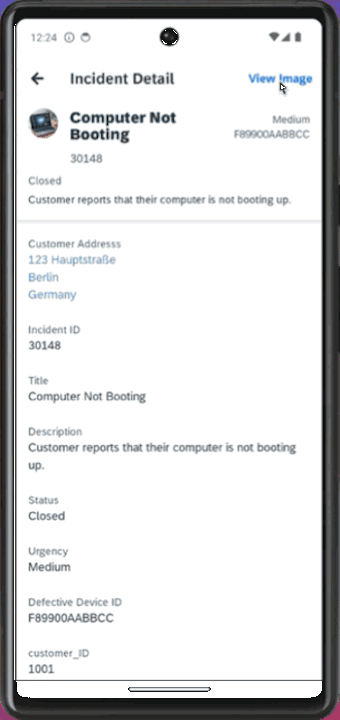 12:24
Incident Detail
View Image
Computer Not
Booting
Medium
F89900AABBCC
30148
Closed
Customer reports that their computer is not booting up.
Customer Addresss
123 Hauptstraße
Berlin
Germany
Incident ID
30148
Title
Computer Not Booting
Description
Customer reports that their computer is not booting
up.
Status
Closed
Urgency
Medium
Defective Device ID
F89900AABBCC
customer_ID
1001